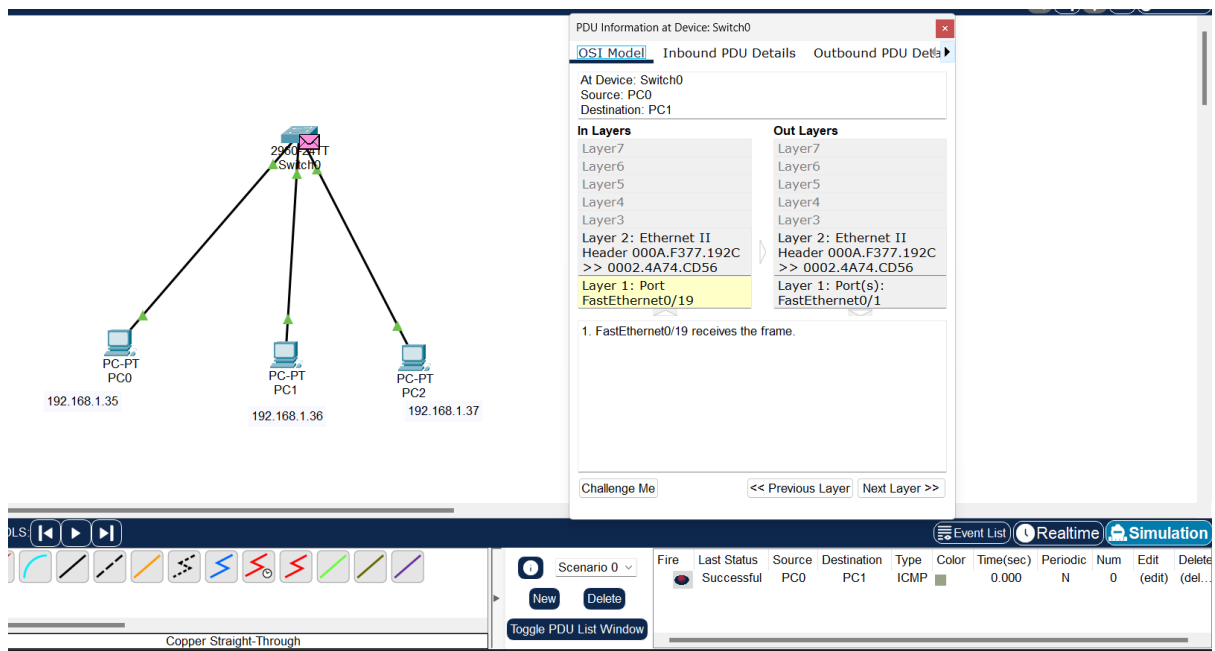 PDU Information at Device: Switch0
OSI Model Inbound PDU Details Outbound PDU
At Device: Switch0
Source: PC0
Destination: PC1
In Layers Out Layers
Layer7 Layer7
Layer6 Layer6
Layer5 Layer5
Layer4 Layer4
Layer3 Layer3
Layer 2: Ethernet II Layer 2: Ethernet II
Header 000A.F377.192C Header 000A.F377.192C
>> 0002.4A74.CD56 >> 0002.4A74.CD56
Layer 1: Port Layer 1: Port(s):
FastEthernet0/19 FastEthernet0/1
1. FastEthernet0/19 receives the frame.
Challenge Me << Previous Layer Next Layer >>
2960-24TT
Switch0
PC-PT
PC0
192.168.1.35
PC-PT
PC1
192.168.1.36
PC-PT
PC2
192.168.1.37
Event List Realtime Simulation
Scenario 0
New Delete
Toggle PDU List Window
Fire Last Status Source Destination Type Color Time(sec) Periodic Num Edit Delete
Successful PC0 PC1 ICMP 0.000 N 0 (edit)
Copper Straight-Through